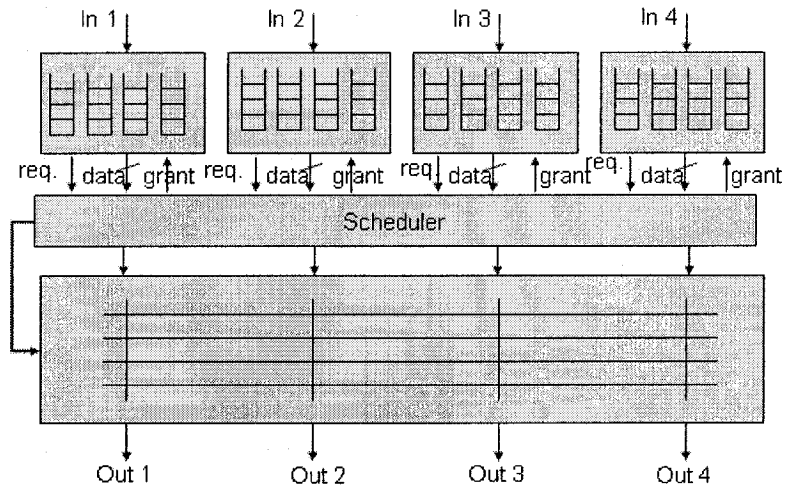 In 1 In 2 In 3 In 4
req. data grant req. data grant req. data grant req. data grant
Scheduler
Out 1 Out 2 Out 3 Out 4